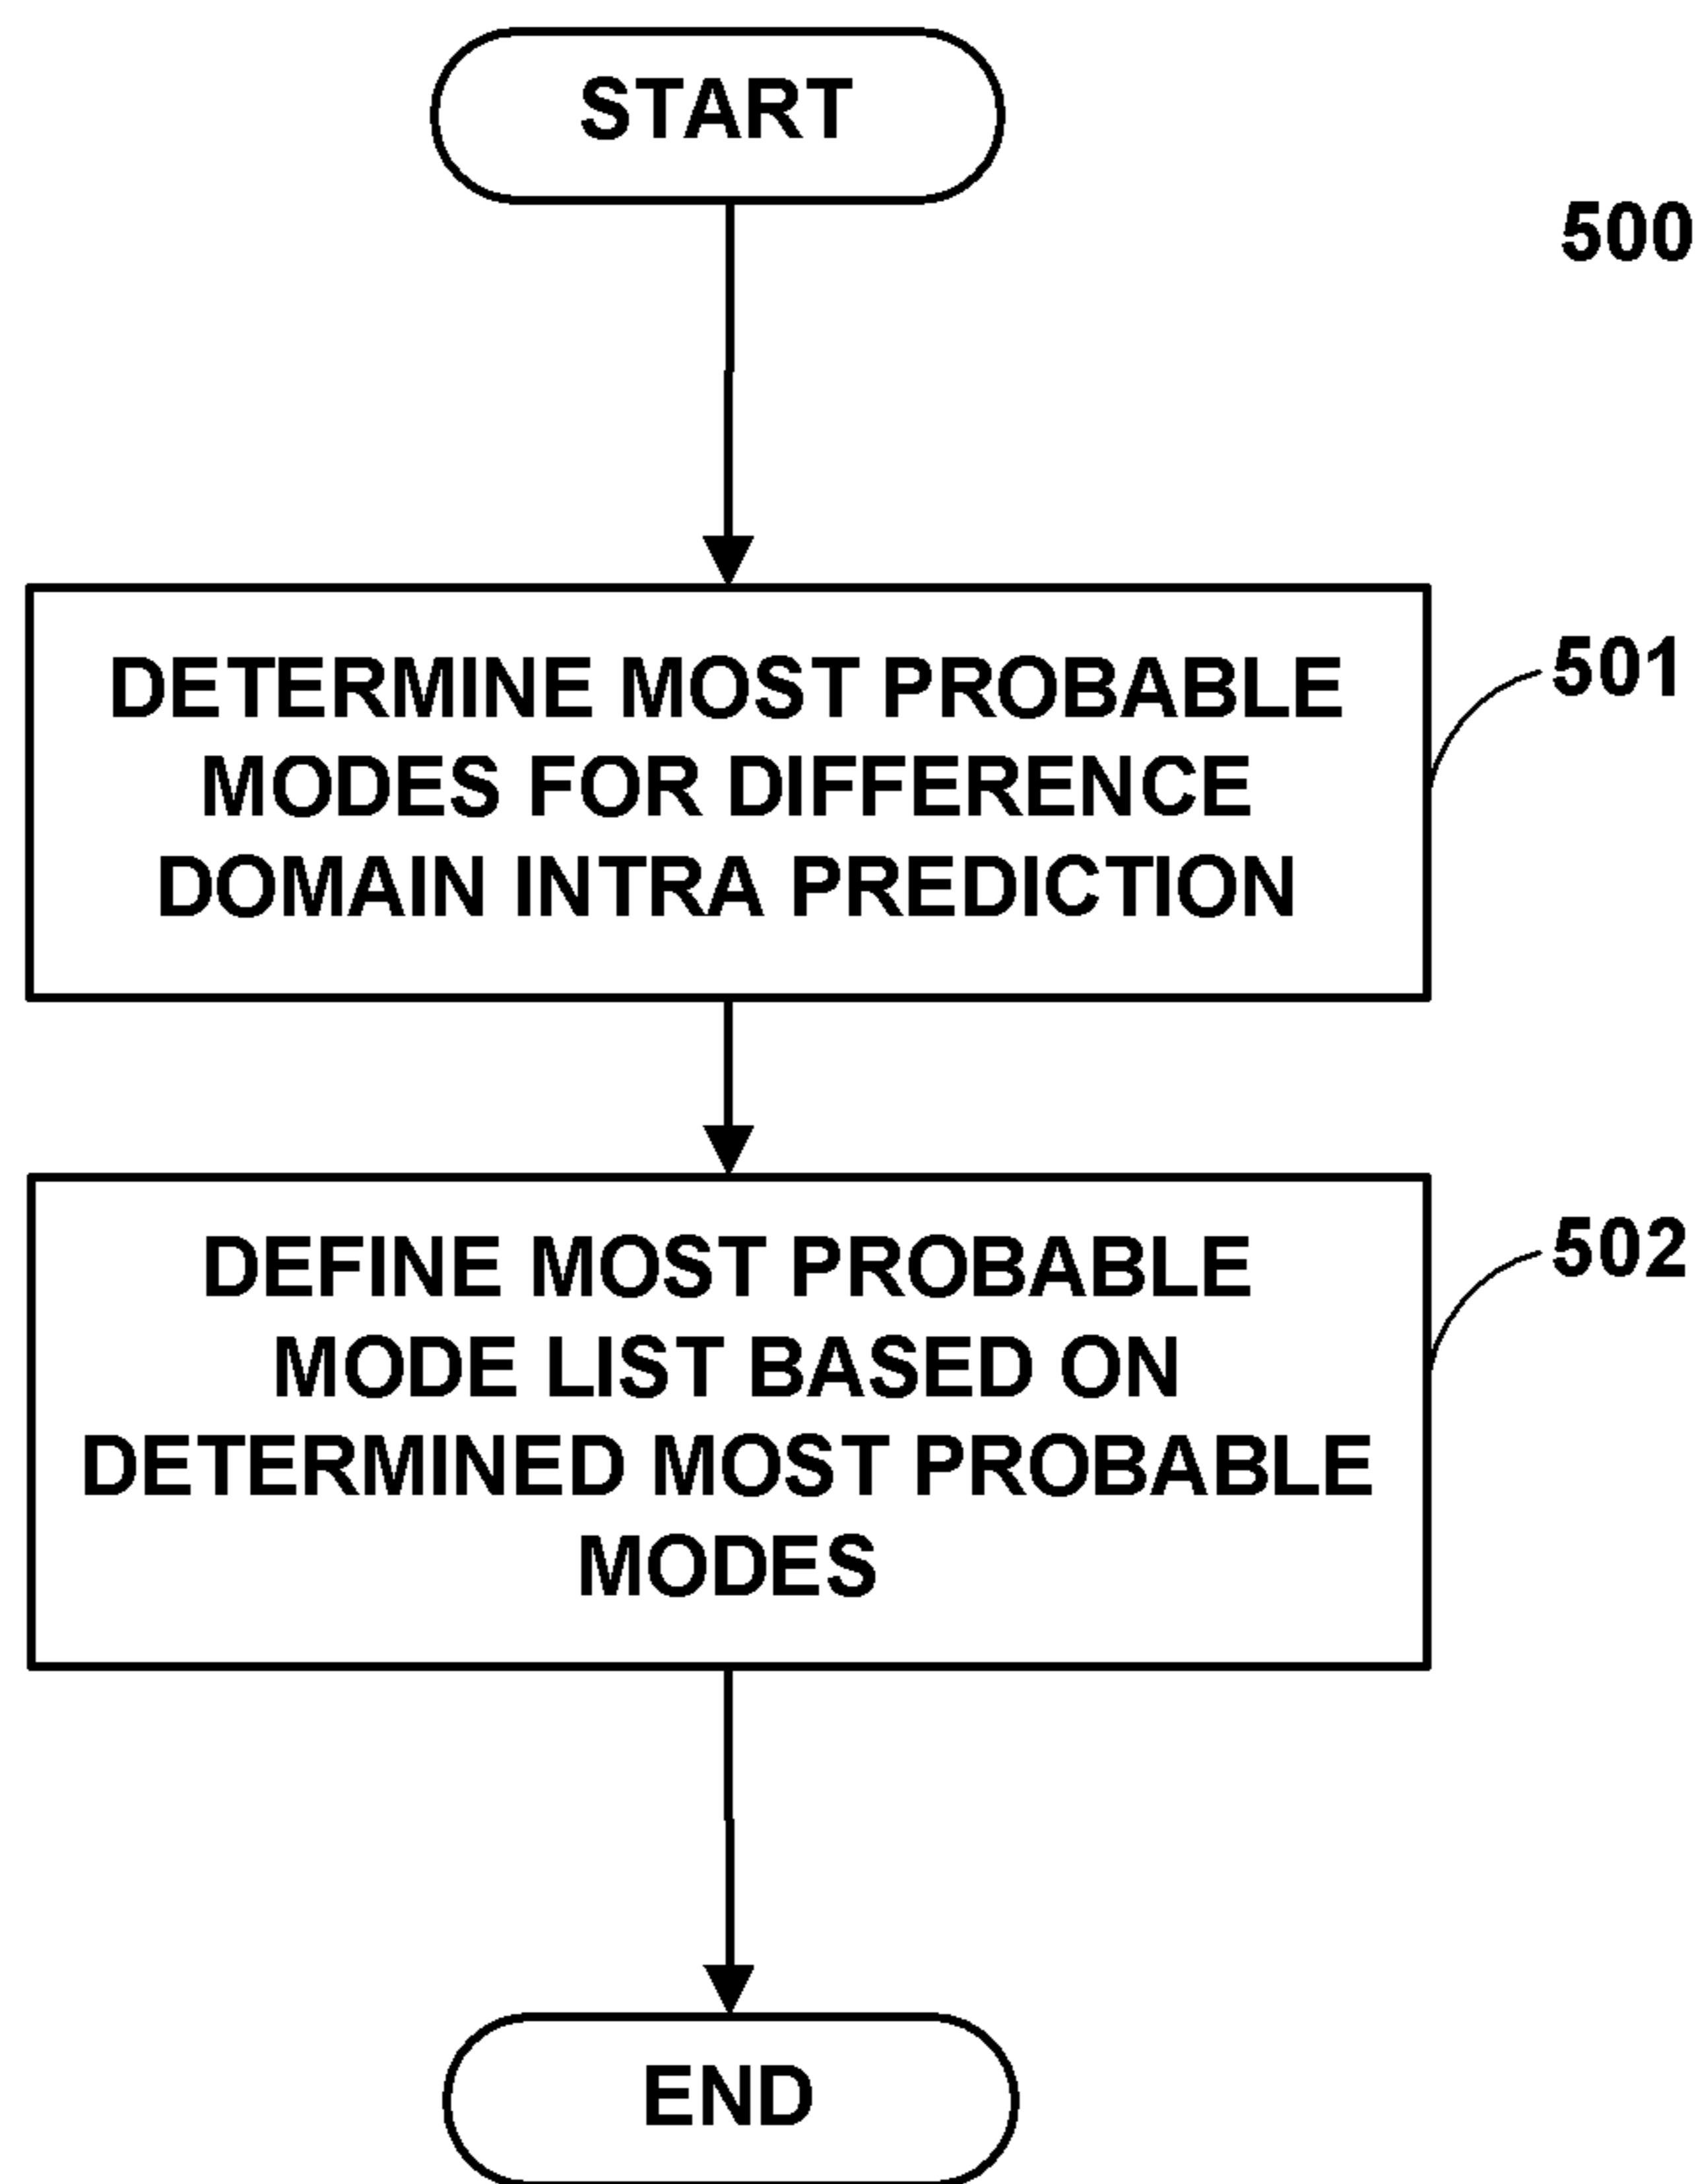 START
500
DETERMINE MOST PROBABLE
MODES FOR DIFFERENCE
DOMAIN INTRA PREDICTION
501
DEFINE MOST PROBABLE
MODE LIST BASED ON
DETERMINED MOST PROBABLE
MODES
502
END